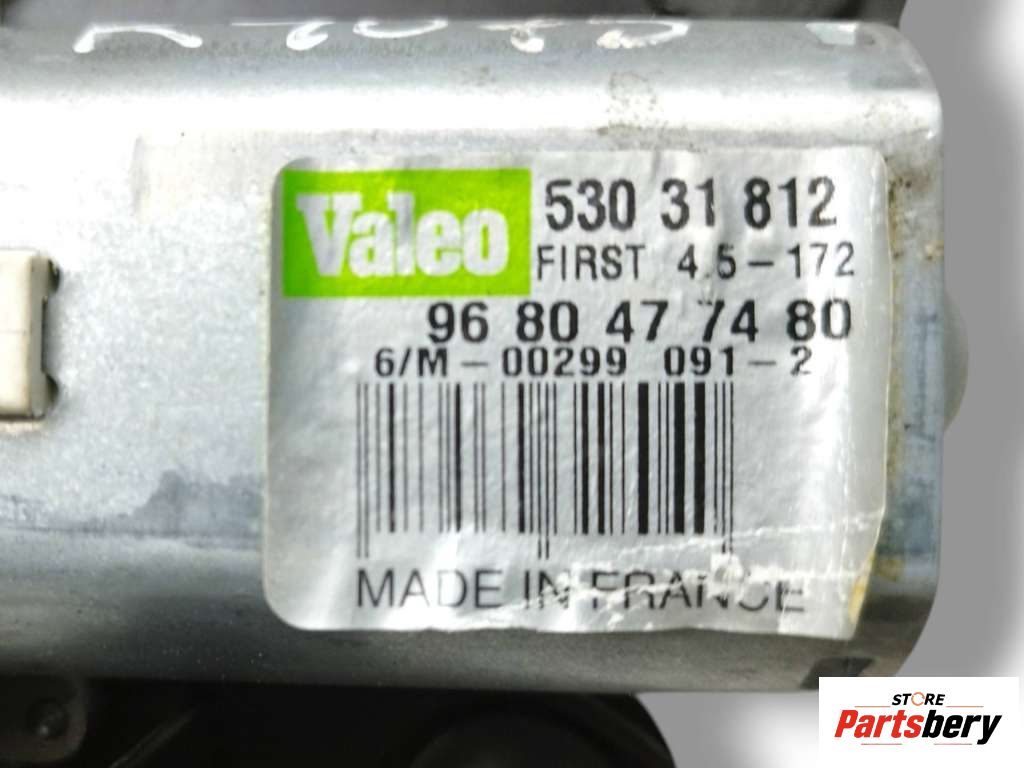 Valeo
530 31 812
FIRST 4.5-172
96 80 47 74 80
6/M-00299 091-2
MADE IN FRANCE
STORE
Partsbery